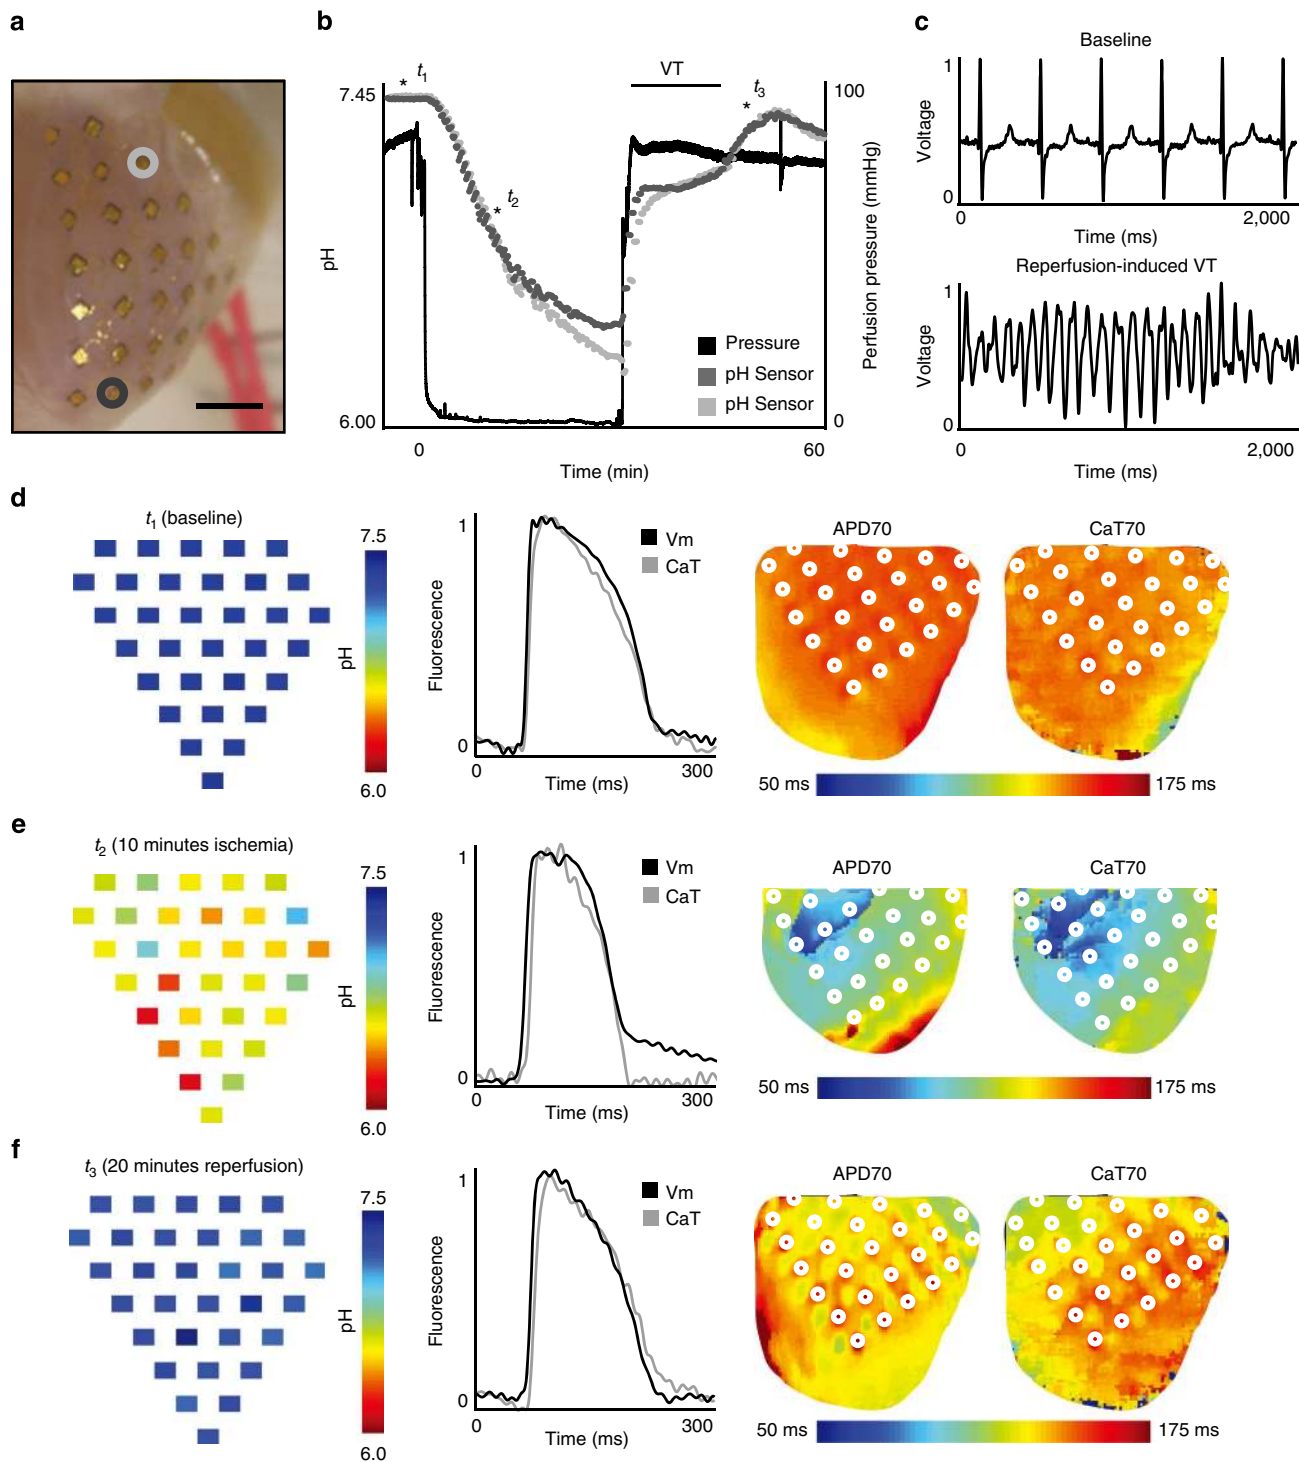 a
b
c
7.45
* t1
* t2
VT
* t3
100
pH
Perfusion pressure (mmHg)
Pressure
pH Sensor
pH Sensor
6.00
0
0
60
Time (min)
Baseline
1
Voltage
0
0
2,000
Time (ms)
Reperfusion-induced VT
1
Voltage
0
0
2,000
Time (ms)
d
t1 (baseline)
7.5
pH
6.0
1
Fluorescence
0
Vm
CaT
0
300
Time (ms)
APD70
CaT70
50 ms
175 ms
e
t2 (10 minutes ischemia)
7.5
pH
6.0
1
Fluorescence
0
Vm
CaT
0
300
Time (ms)
APD70
CaT70
50 ms
175 ms
f
t3 (20 minutes reperfusion)
7.5
pH
6.0
1
Fluorescence
0
Vm
CaT
0
300
Time (ms)
APD70
CaT70
50 ms
175 ms